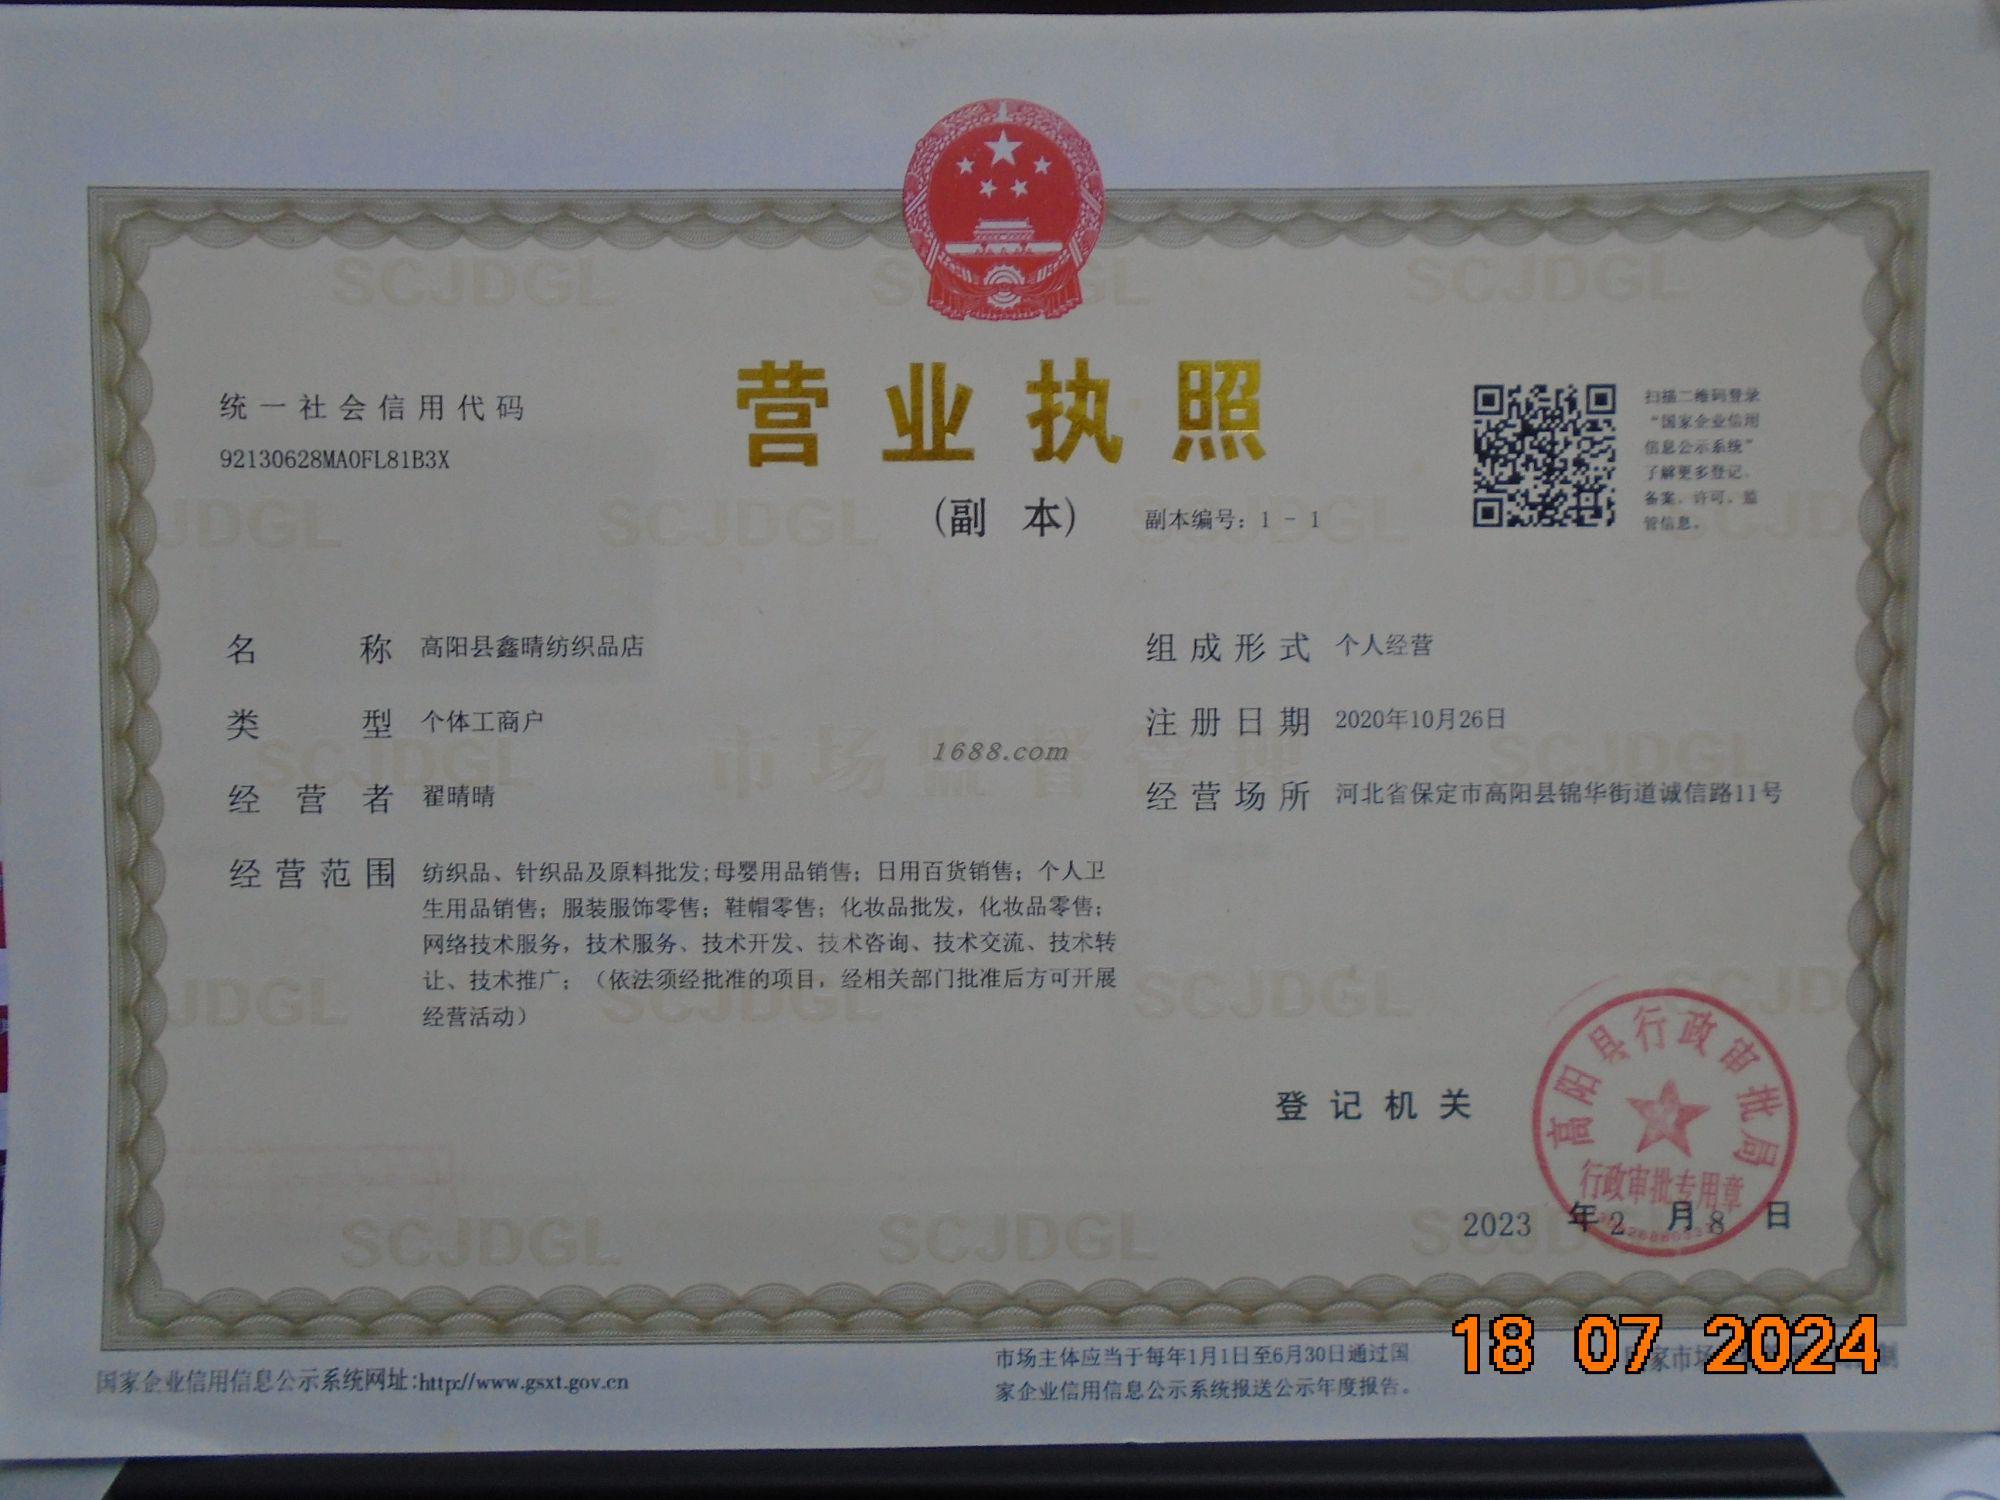 统一社会信用代码
92130628MA0FL81B3X
营业执照
(副 本)
副本编号：1 - 1
扫描二维码登录
“国家企业信用
信息公示系统”
了解更多登记、
备案、许可、监
管信息。
名称 高阳县鑫晴纺织品店
组成形式 个人经营
类型 个体工商户
注册日期 2020年10月26日
经营者 翟晴晴
经营场所 河北省保定市高阳县锦华街道诚信路11号
1688.com
市场监督管理
经营范围 纺织品、针织品及原料批发;母婴用品销售；日用百货销售；个人卫
生用品销售；服装服饰零售；鞋帽零售；化妆品批发，化妆品零售；
网络技术服务，技术服务、技术开发、技术咨询、技术交流、技术转
让、技术推广；（依法须经批准的项目，经相关部门批准后方可开展
经营活动）
登记机关
高阳县行政审批局
行政审批专用章
2023 年 2 月 8 日
SCJDGL
国家企业信用信息公示系统网址:http://www.gsxt.gov.cn
市场主体应当于每年1月1日至6月30日通过国
家企业信用信息公示系统报送公示年度报告。
国家市场
18 07 2024